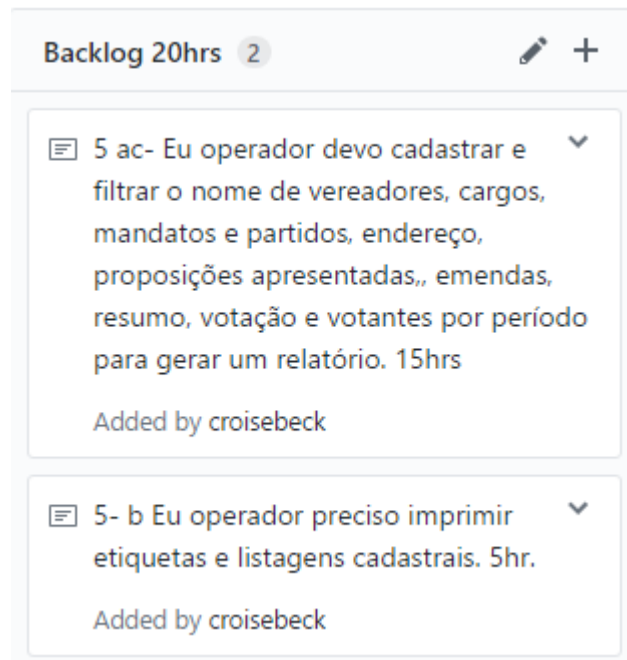 Backlog 20hrs 2
5 ac- Eu operador devo cadastrar e
filtrar o nome de vereadores, cargos,
mandatos e partidos, endereço,
proposições apresentadas,, emendas,
resumo, votação e votantes por período
para gerar um relatório. 15hrs
Added by croisebeck
5- b Eu operador preciso imprimir
etiquetas e listagens cadastrais. 5hr.
Added by croisebeck